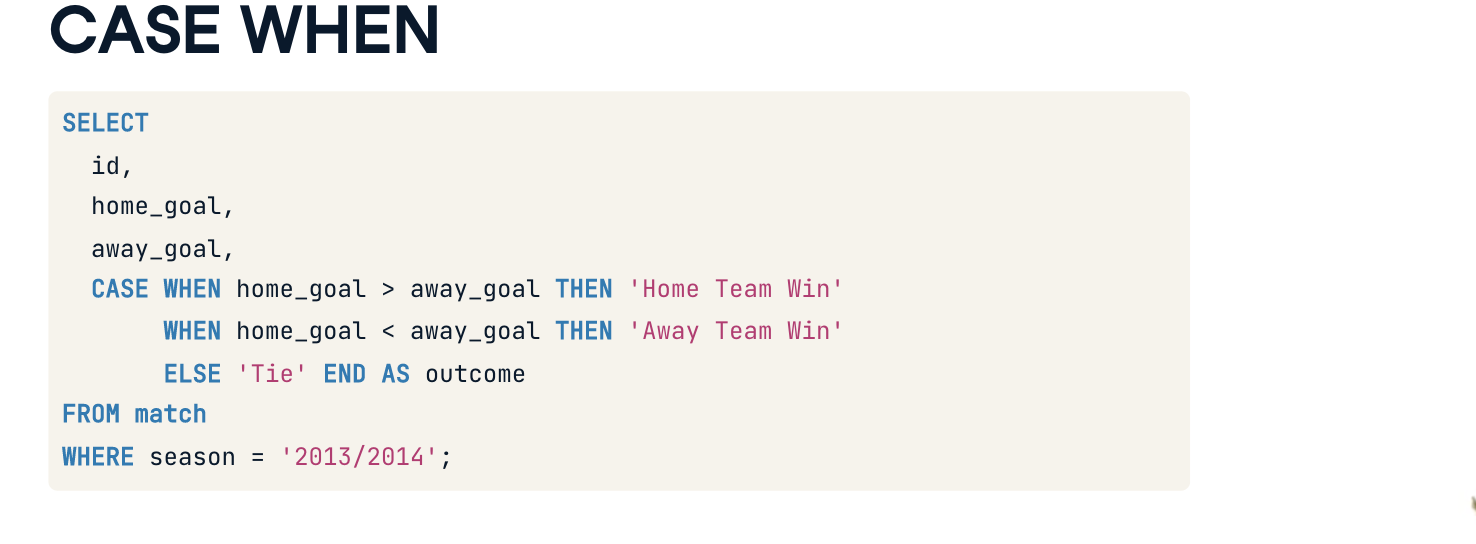 CASE WHEN
SELECT
  id,
  home_goal,
  away_goal,
  CASE WHEN home_goal > away_goal THEN 'Home Team Win'
       WHEN home_goal < away_goal THEN 'Away Team Win'
       ELSE 'Tie' END AS outcome
FROM match
WHERE season = '2013/2014';